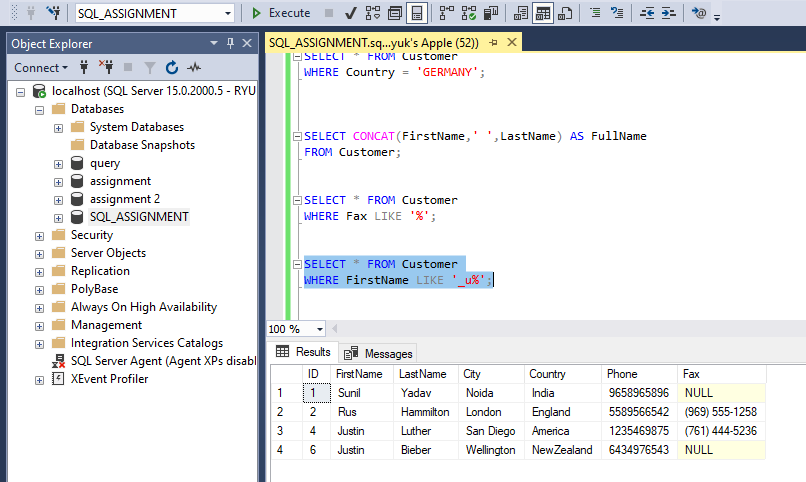 SQL_ASSIGNMENT
Execute
Object Explorer
SQL_ASSIGNMENT.sq...yuk's Apple (52))
Connect
localhost (SQL Server 15.0.2000.5 - RYU
Databases
System Databases
Database Snapshots
query
assignment
assignment 2
SQL_ASSIGNMENT
Security
Server Objects
Replication
PolyBase
Always On High Availability
Management
Integration Services Catalogs
SQL Server Agent (Agent XPs disabl
XEvent Profiler
SELECT * FROM Customer
WHERE Country = 'GERMANY';
SELECT CONCAT(FirstName,' ',LastName) AS FullName
FROM Customer;
SELECT * FROM Customer
WHERE Fax LIKE '%';
SELECT * FROM Customer
WHERE FirstName LIKE '_u%';
100 %
Results Messages
ID FirstName LastName City Country Phone Fax
1 1 Sunil Yadav Noida India 9658965896 NULL
2 2 Rus Hammilton London England 5589566542 (969) 555-1258
3 4 Justin Luther San Diego America 1235469875 (761) 444-5236
4 6 Justin Bieber Wellington NewZealand 6434976543 NULL